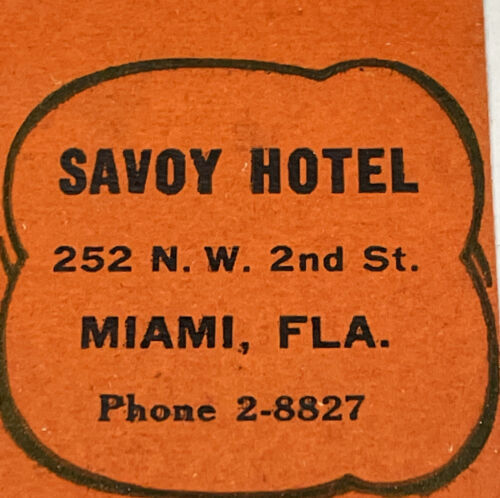 SAVOY HOTEL
252 N. W. 2nd St.
MIAMI, FLA.
Phone 2-8827